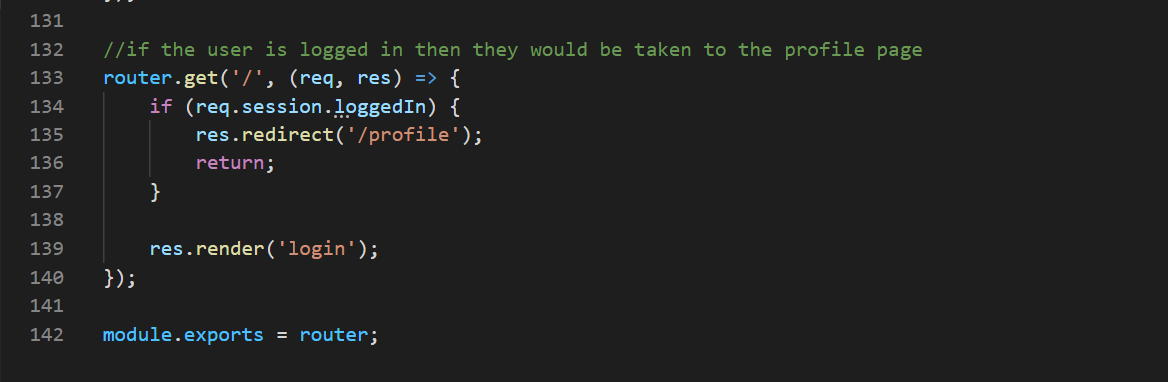 131
132 //if the user is logged in then they would be taken to the profile page
133 router.get('/', (req, res) => {
134     if (req.session.loggedIn) {
135         res.redirect('/profile');
136         return;
137     }
138
139     res.render('login');
140 });
141
142 module.exports = router;